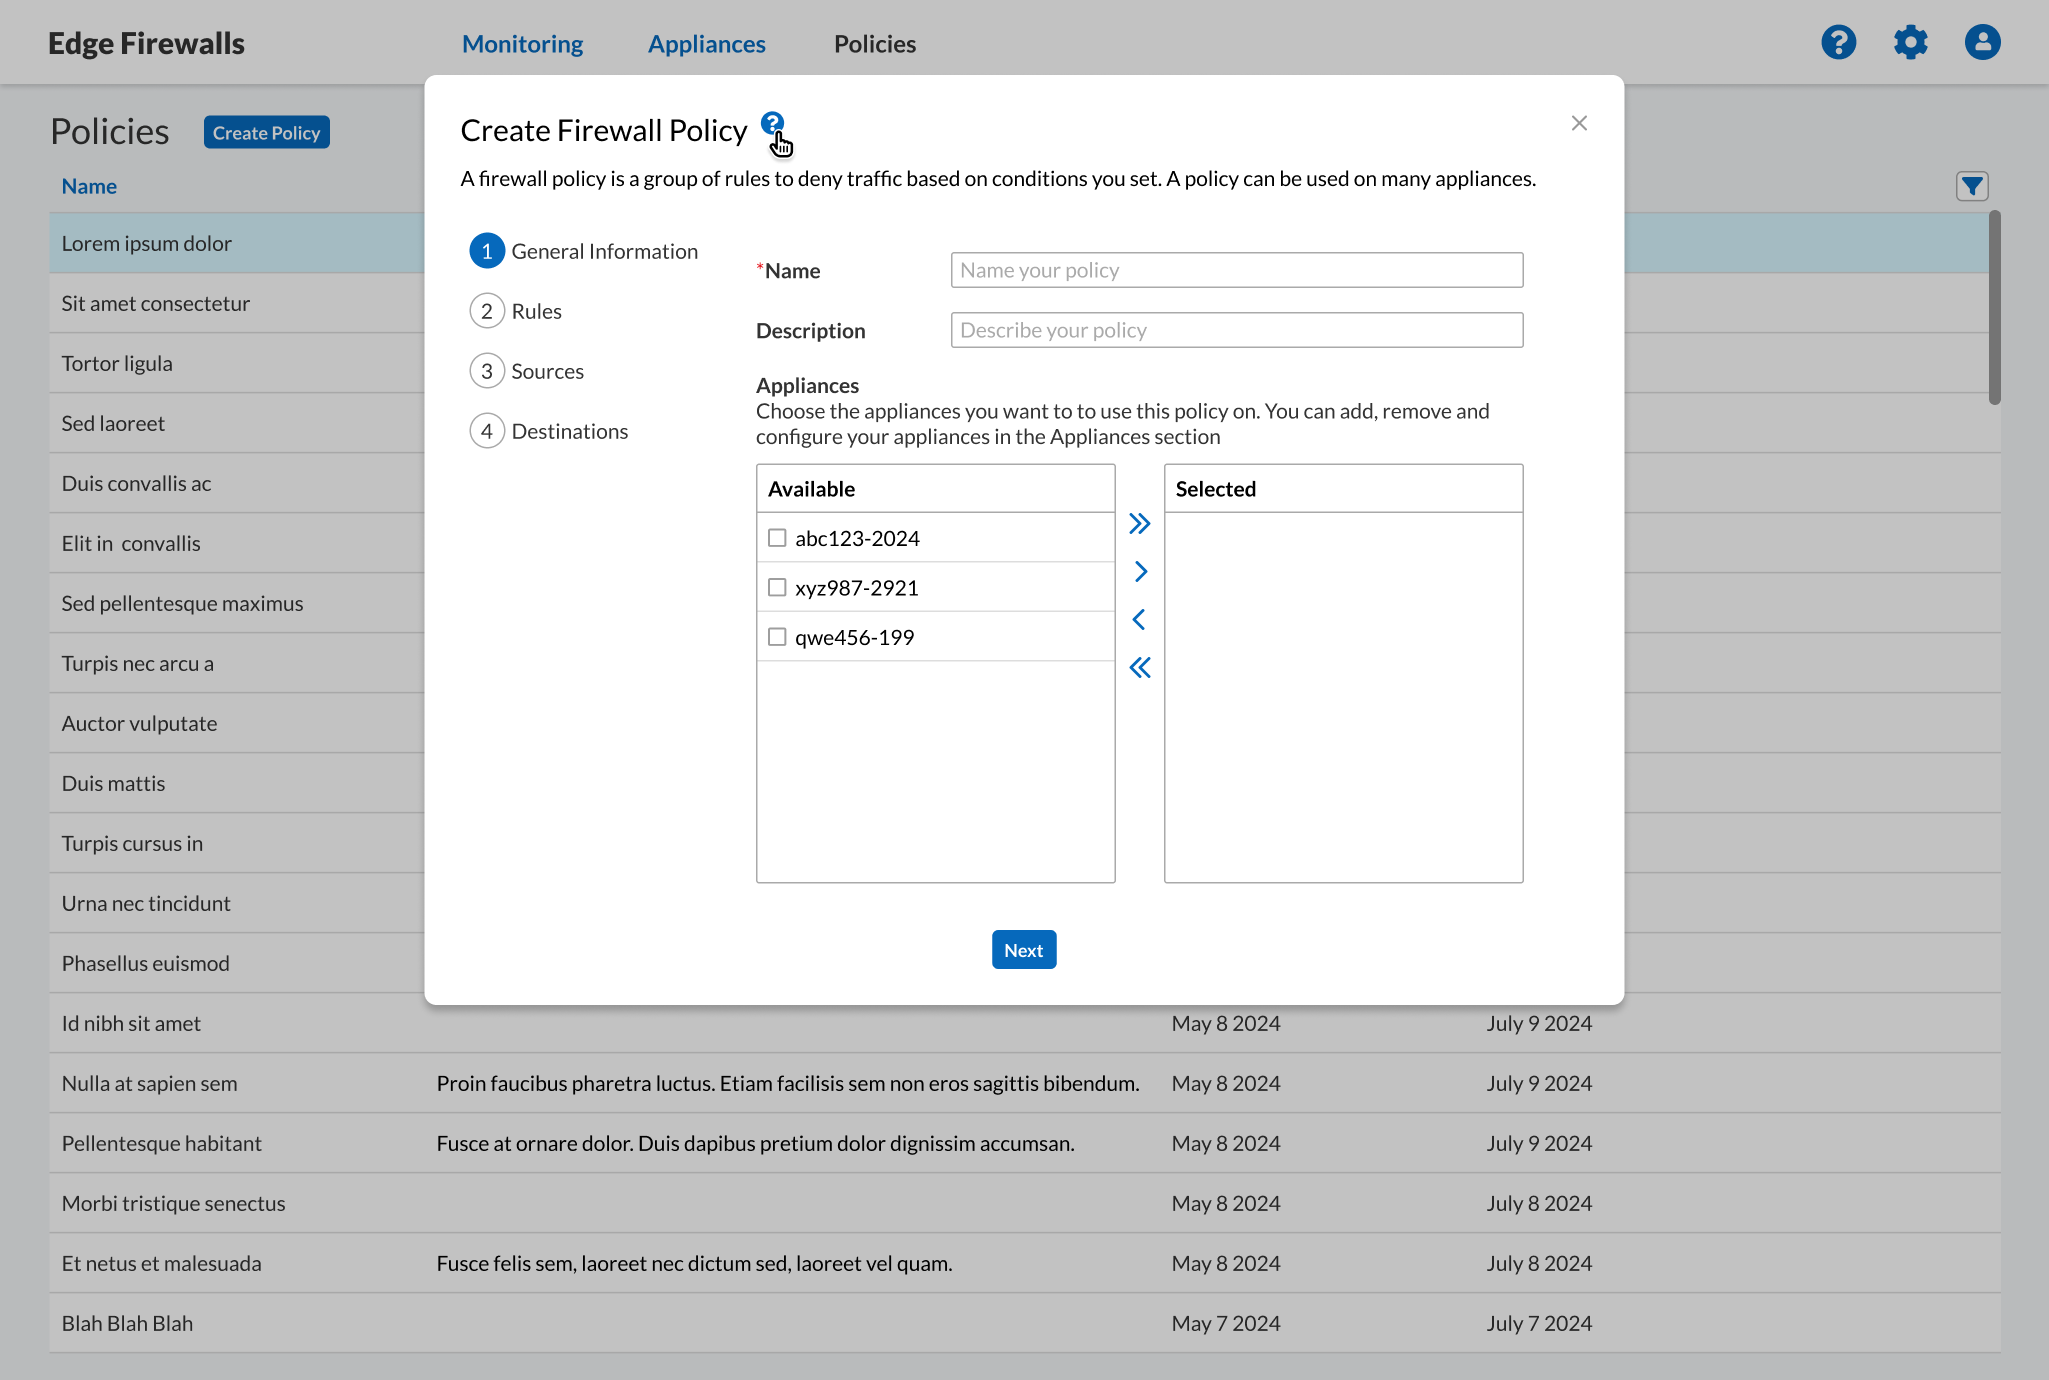 Edge Firewalls
Monitoring
Appliances
Policies
?
Policies
Create Policy
Name
Lorem ipsum dolor
Sit amet consectetur
Tortor ligula
Sed laoreet
Duis convallis ac
Elit in convallis
Sed pellentesque maximus
Turpis nec arcu a
Auctor vulputate
Duis mattis
Turpis cursus in
Urna nec tincidunt
Phasellus euismod
Create Firewall Policy
?
A firewall policy is a group of rules to deny traffic based on conditions you set. A policy can be used on many appliances.
1 General Information
2 Rules
3 Sources
4 Destinations
*Name
Name your policy
Description
Describe your policy
Appliances
Choose the appliances you want to to use this policy on. You can add, remove and
configure your appliances in the Appliances section
Available
abc123-2024
xyz987-2921
qwe456-199
Selected
Next
Id nibh sit amet May 8 2024 July 9 2024
Nulla at sapien sem Proin faucibus pharetra luctus. Etiam facilisis sem non eros sagittis bibendum. May 8 2024 July 9 2024
Pellentesque habitant Fusce at ornare dolor. Duis dapibus pretium dolor dignissim accumsan. May 8 2024 July 9 2024
Morbi tristique senectus May 8 2024 July 8 2024
Et netus et malesuada Fusce felis sem, laoreet nec dictum sed, laoreet vel quam. May 8 2024 July 8 2024
Blah Blah Blah May 7 2024 July 7 2024